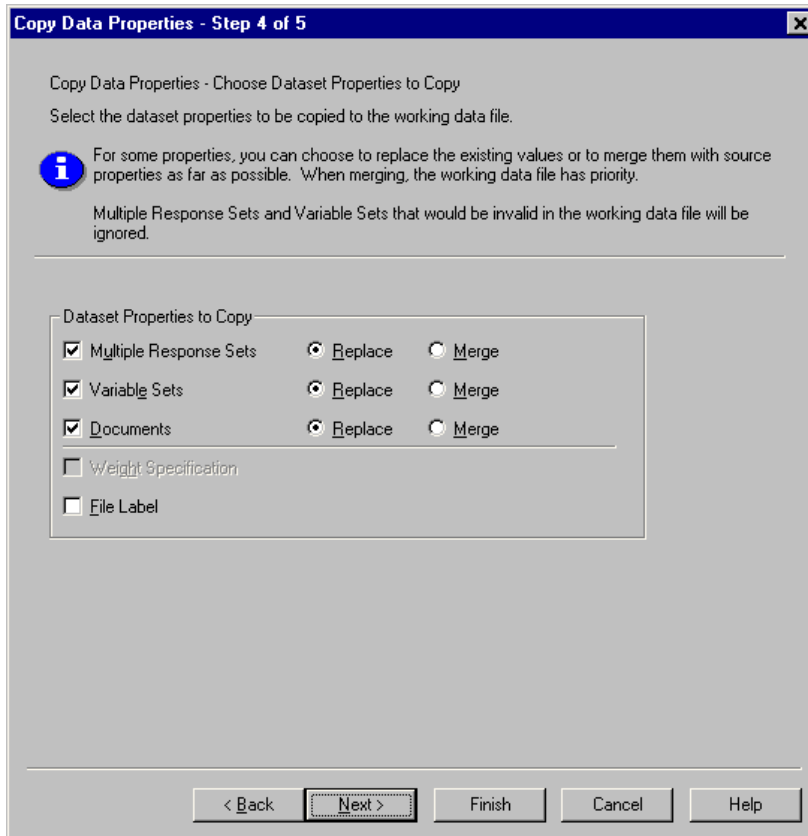 Copy Data Properties - Step 4 of 5
Copy Data Properties - Choose Dataset Properties to Copy
Select the dataset properties to be copied to the working data file.
For some properties, you can choose to replace the existing values or to merge them with source
properties as far as possible. When merging, the working data file has priority.
Multiple Response Sets and Variable Sets that would be invalid in the working data file will be
ignored.
Dataset Properties to Copy
Multiple Response Sets Replace Merge
Variable Sets Replace Merge
Documents Replace Merge
Weight Specification
File Label
< Back Next > Finish Cancel Help